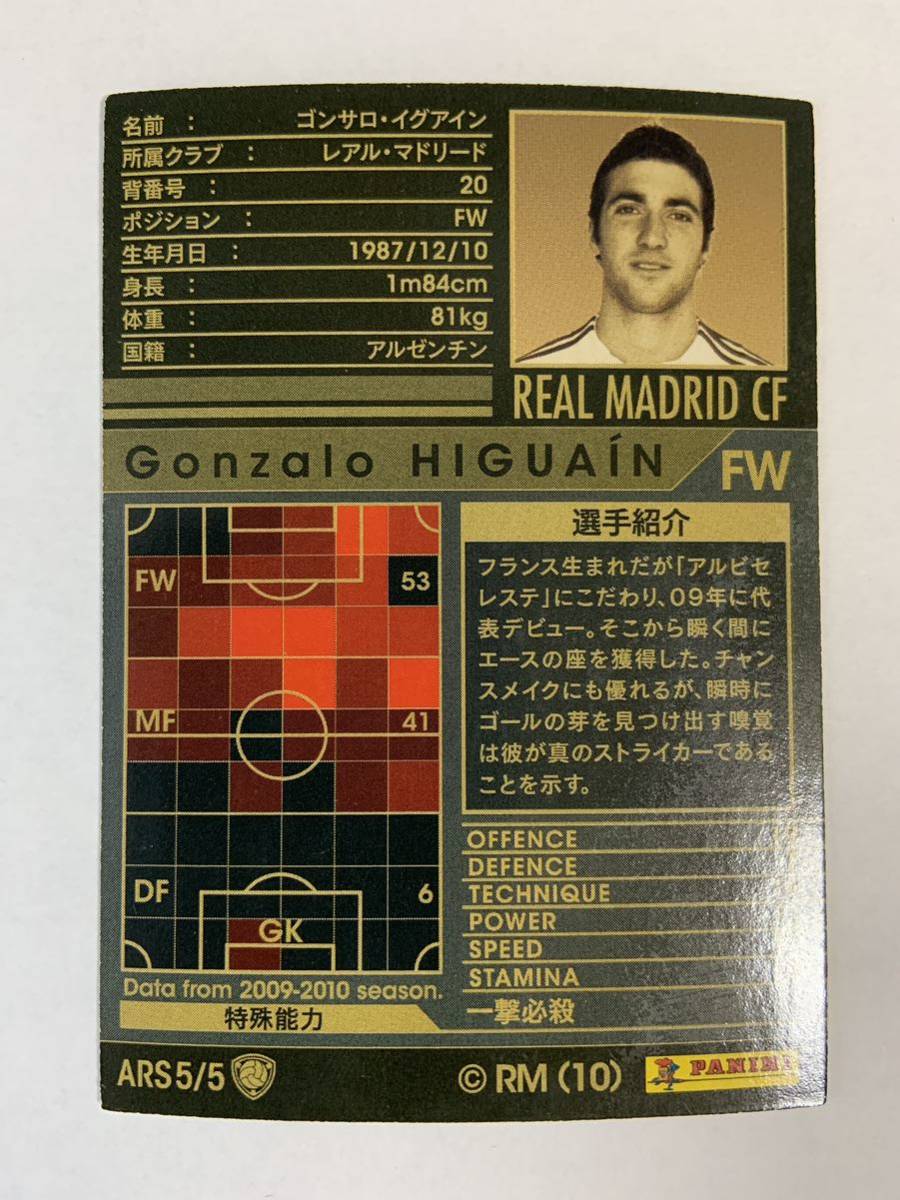 名前 : ゴンサロ・イグアイン
所属クラブ : レアル・マドリード
背番号 : 20
ポジション : FW
生年月日 : 1987/12/10
身長 : 1m84cm
体重 : 81kg
国籍 : アルゼンチン
REAL MADRID CF
Gonzalo HIGUAÍN
FW
FW 53
MF 41
DF 6
GK
Data from 2009-2010 season.
特殊能力
選手紹介
フランス生まれだが「アルビセ
レステ」にこだわり、09年に代
表デビュー。そこから瞬く間に
エースの座を獲得した。チャン
スメイクにも優れるが、瞬時に
ゴールの芽を見つけ出す嗅覚
は彼が真のストライカーである
ことを示す。
OFFENCE
DEFENCE
TECHNIQUE
POWER
SPEED
STAMINA
一撃必殺
ARS5/5
© RM (10)
PANINI